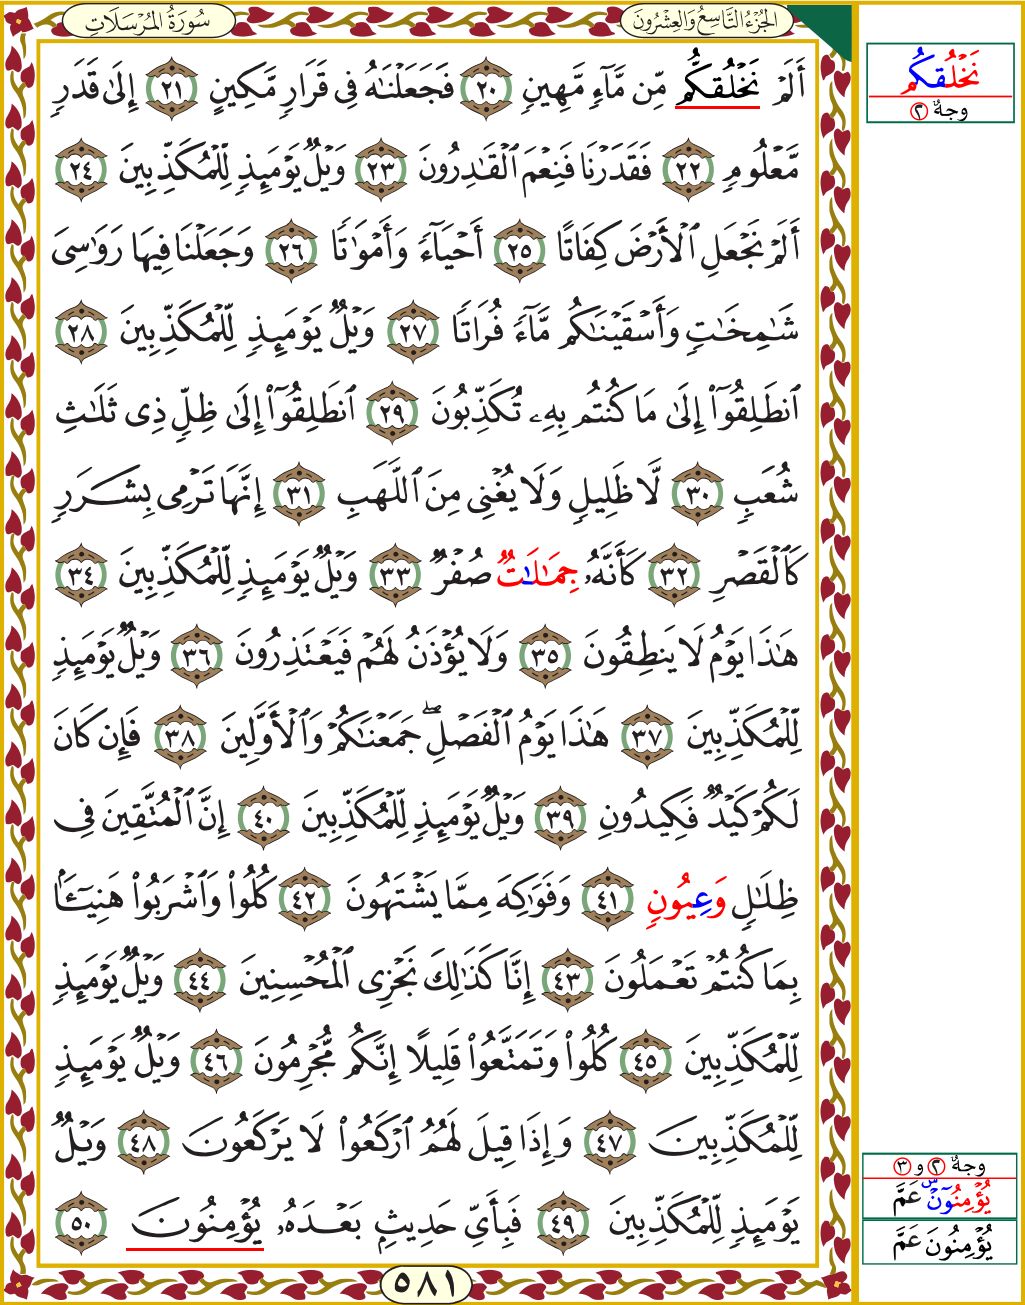 الجُزْءُ التَّاسِعُ وَالعِشْرُونَ
سُورَةُ المُرْسَلَاتِ
أَلَمْ نَخْلُقكُّم مِّن مَّآءٍ مَّهِينٍ ٢٠ فَجَعَلْنَٰهُ فِى قَرَارٍ مَّكِينٍ ٢١ إِلَىٰ قَدَرٍ
مَّعْلُومٍ ٢٢ فَقَدَرْنَا فَنِعْمَ ٱلْقَٰدِرُونَ ٢٣ وَيْلٌ يَوْمَئِذٍ لِّلْمُكَذِّبِينَ ٢٤
أَلَمْ نَجْعَلِ ٱلْأَرْضَ كِفَاتًا ٢٥ أَحْيَآءً وَأَمْوَٰتًا ٢٦ وَجَعَلْنَا فِيهَا رَوَٰسِىَ
شَٰمِخَٰتٍ وَأَسْقَيْنَٰكُم مَّآءً فُرَاتًا ٢٧ وَيْلٌ يَوْمَئِذٍ لِّلْمُكَذِّبِينَ ٢٨
ٱنطَلِقُوٓا۟ إِلَىٰ مَا كُنتُم بِهِۦ تُكَذِّبُونَ ٢٩ ٱنطَلِقُوٓا۟ إِلَىٰ ظِلٍّ ذِى ثَلَٰثِ
شُعَبٍ ٣٠ لَّا ظَلِيلٍ وَلَا يُغْنِى مِنَ ٱللَّهَبِ ٣١ إِنَّهَا تَرْمِى بِشَرَرٍ
كَٱلْقَصْرِ ٣٢ كَأَنَّهُۥ جِمَٰلَٰتٌ صُفْرٌ ٣٣ وَيْلٌ يَوْمَئِذٍ لِّلْمُكَذِّبِينَ ٣٤
هَٰذَا يَوْمُ لَا يَنطِقُونَ ٣٥ وَلَا يُؤْذَنُ لَهُمْ فَيَعْتَذِرُونَ ٣٦ وَيْلٌ يَوْمَئِذٍ
لِّلْمُكَذِّبِينَ ٣٧ هَٰذَا يَوْمُ ٱلْفَصْلِ ۖ جَمَعْنَٰكُمْ وَٱلْأَوَّلِينَ ٣٨ فَإِن كَانَ
لَكُمْ كَيْدٌ فَكِيدُونِ ٣٩ وَيْلٌ يَوْمَئِذٍ لِّلْمُكَذِّبِينَ ٤٠ إِنَّ ٱلْمُتَّقِينَ فِى
ظِلَٰلٍ وَعِيُونٍ ٤١ وَفَوَٰكِهَ مِمَّا يَشْتَهُونَ ٤٢ كُلُوا۟ وَٱشْرَبُوا۟ هَنِيٓـًٔۢا
بِمَا كُنتُمْ تَعْمَلُونَ ٤٣ إِنَّا كَذَٰلِكَ نَجْزِى ٱلْمُحْسِنِينَ ٤٤ وَيْلٌ يَوْمَئِذٍ
لِّلْمُكَذِّبِينَ ٤٥ كُلُوا۟ وَتَمَتَّعُوا۟ قَلِيلًا إِنَّكُم مُّجْرِمُونَ ٤٦ وَيْلٌ يَوْمَئِذٍ
لِّلْمُكَذِّبِينَ ٤٧ وَإِذَا قِيلَ لَهُمُ ٱرْكَعُوا۟ لَا يَرْكَعُونَ ٤٨ وَيْلٌ
يَوْمَئِذٍ لِّلْمُكَذِّبِينَ ٤٩ فَبِأَىِّ حَدِيثٍۭ بَعْدَهُۥ يُؤْمِنُونَ ٥٠
٥٨١
نَخْلُقكُم
وجهٌ ٢
وجهٌ ٢ و ٣
يُؤْمِنُونَ ۜ عَمَّ
يُؤْمِنُونَ عَمَّ